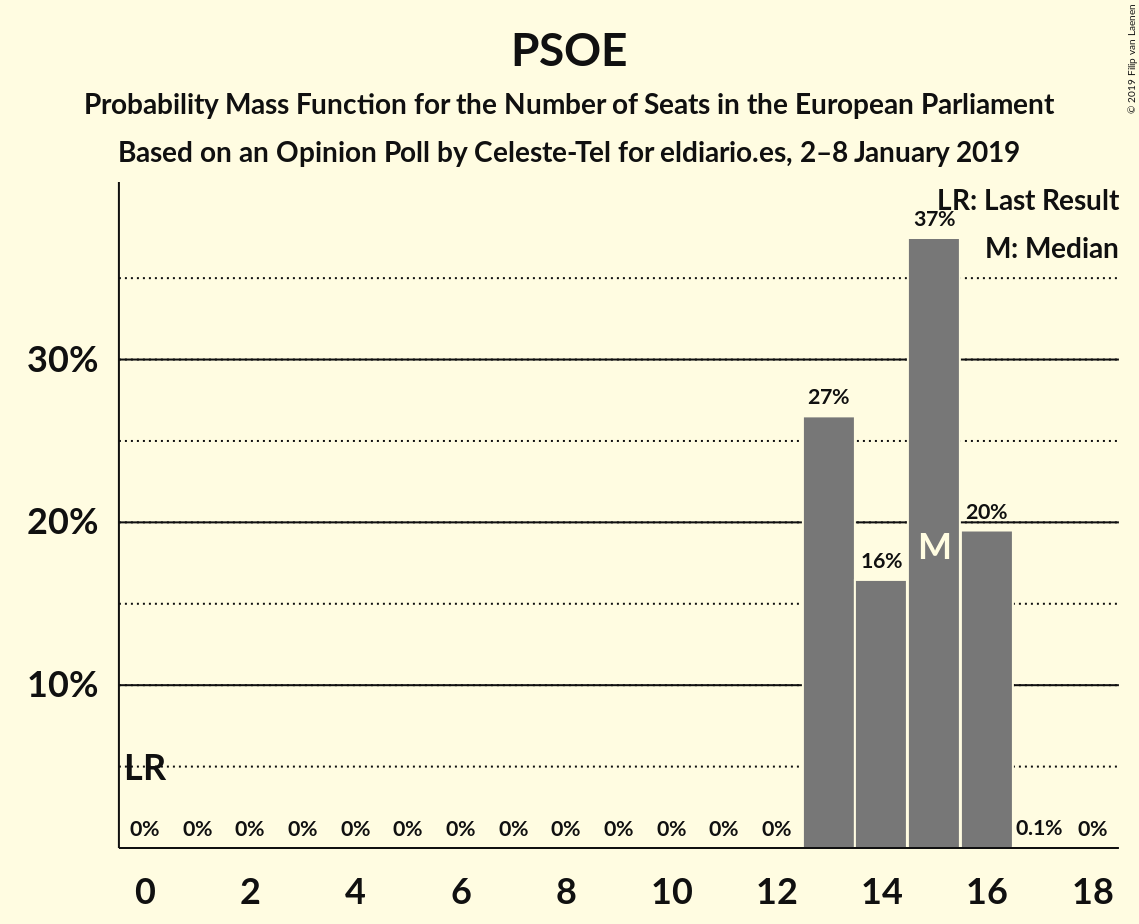 PSOE
Probability Mass Function for the Number of Seats in the European Parliament
Based on an Opinion Poll by Celeste-Tel for eldiario.es, 2–8 January 2019
© 2019 Filip van Laenen
LR: Last Result
M: Median
37%
30%
27%
20%
20%
M
16%
10%
LR
0% 0% 0% 0% 0% 0% 0% 0% 0% 0% 0% 0% 0% 0.1% 0%
0 2 4 6 8 10 12 14 16 18